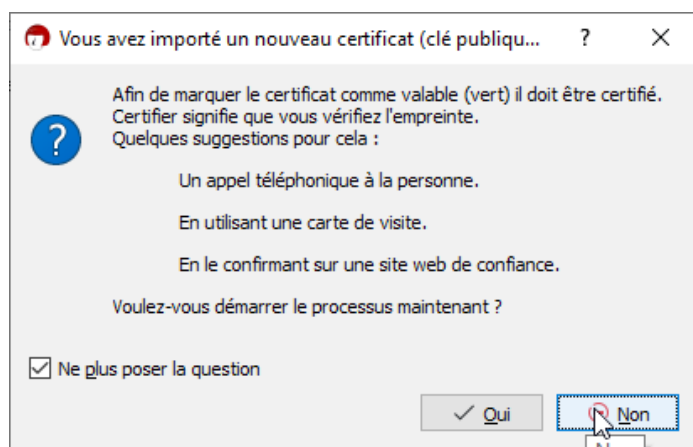 Vous avez importé un nouveau certificat (clé publiqu... ?
Afin de marquer le certificat comme valable (vert) il doit être certifié.
Certifier signifie que vous vérifiez l'empreinte.
Quelques suggestions pour cela :
Un appel téléphonique à la personne.
En utilisant une carte de visite.
En le confirmant sur une site web de confiance.
Voulez-vous démarrer le processus maintenant ?
Ne plus poser la question
Oui Non